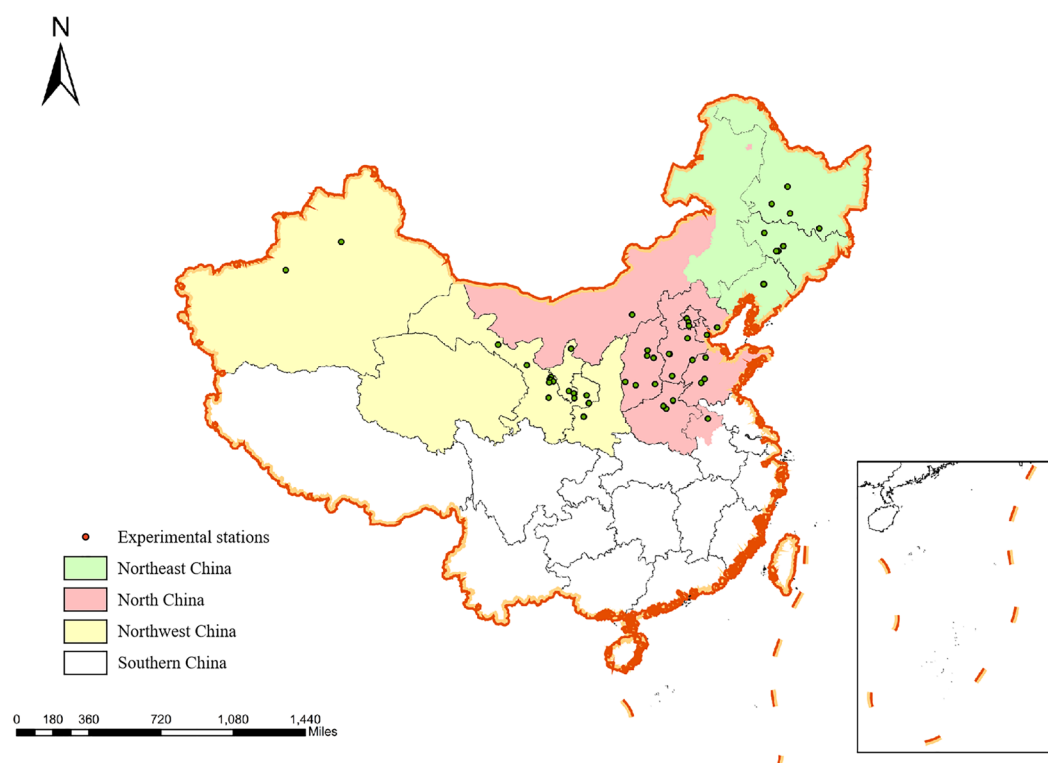 N
Experimental stations
Northeast China
North China
Northwest China
Southern China
0 180 360 720 1,080 1,440
Miles